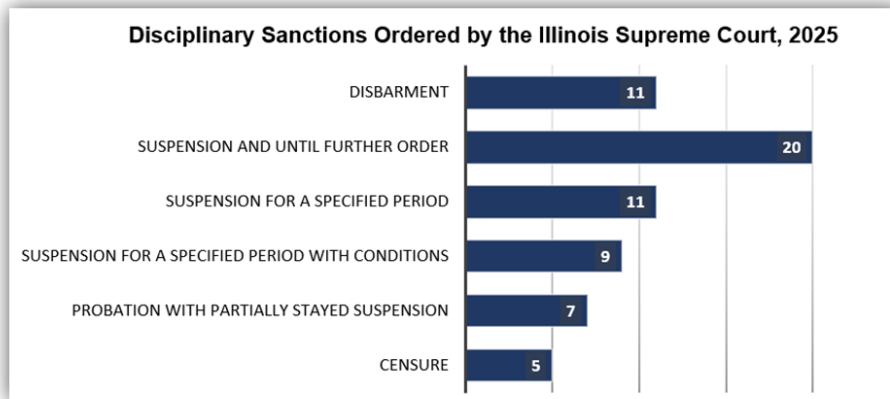 Disciplinary Sanctions Ordered by the Illinois Supreme Court, 2025
DISBARMENT 11
SUSPENSION AND UNTIL FURTHER ORDER 20
SUSPENSION FOR A SPECIFIED PERIOD 11
SUSPENSION FOR A SPECIFIED PERIOD WITH CONDITIONS 9
PROBATION WITH PARTIALLY STAYED SUSPENSION 7
CENSURE 5